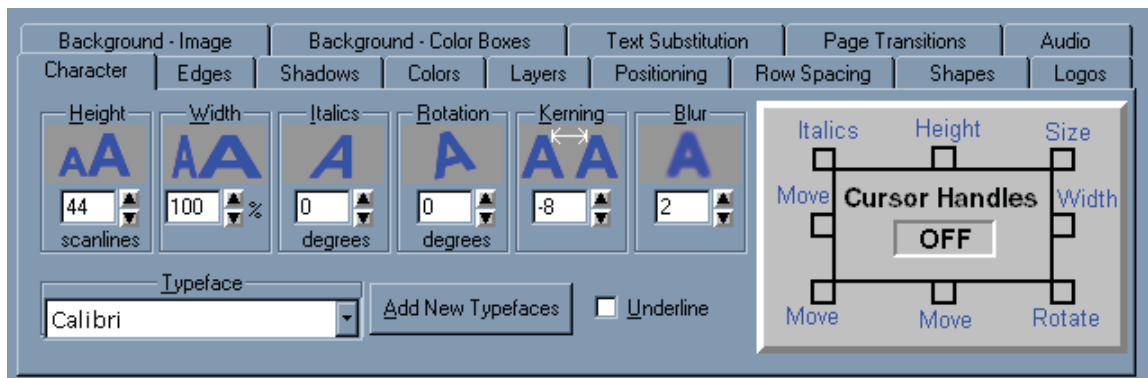 Background - Image Background - Color Boxes Text Substitution Page Transitions Audio
Character Edges Shadows Colors Layers Positioning Row Spacing Shapes Logos
Height Width Italics Rotation Kerning Blur
A A A A A A A A A
44 100 % 0 0 -8 2
scanlines degrees degrees
Typeface
Calibri Add New Typefaces Underline
Italics Height Size
Move Cursor Handles Width
OFF
Move Move Rotate